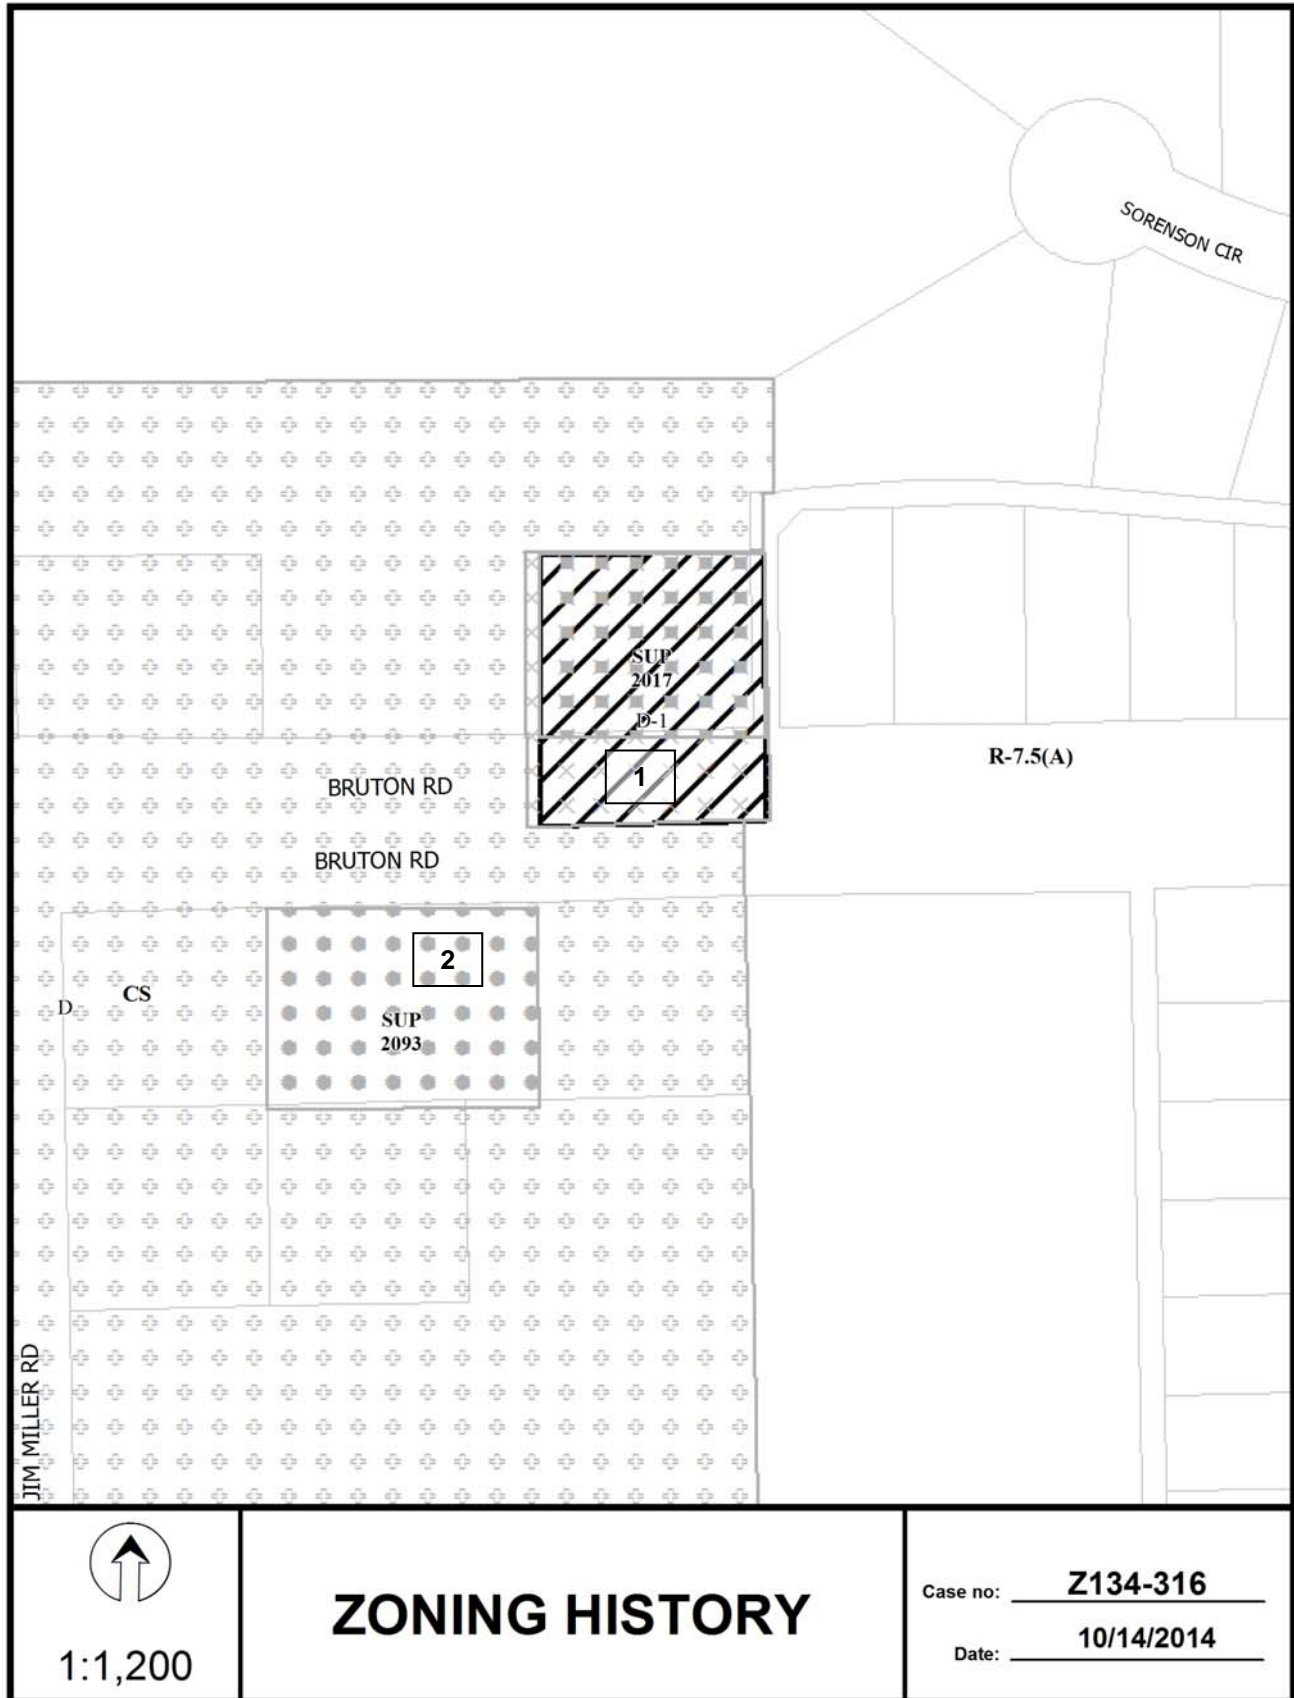 SORENSON CIR
SUP
2017
D-1
1
R-7.5(A)
BRUTON RD
BRUTON RD
2
CS
D
SUP
2093
JIM MILLER RD
1:1,200
ZONING HISTORY
Case no: Z134-316
Date: 10/14/2014